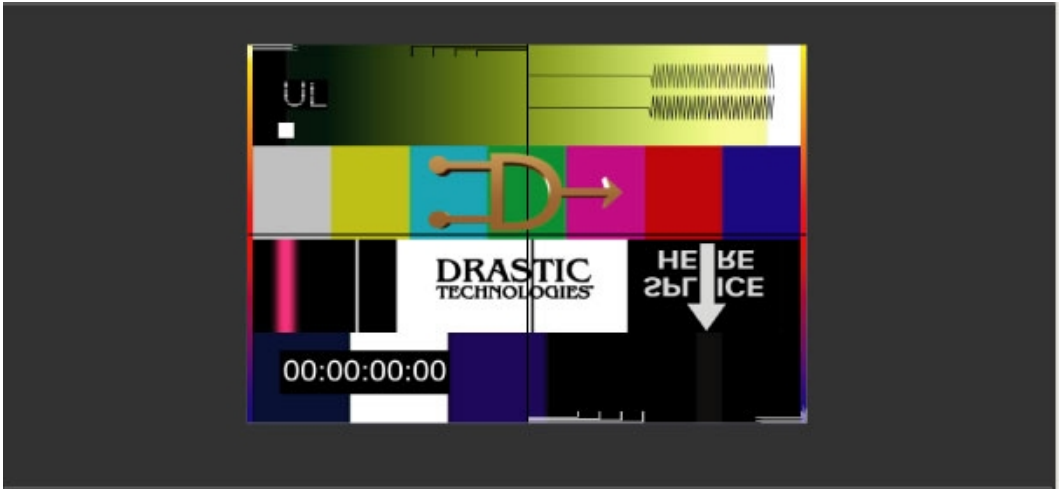 UL
DRASTIC
TECHNOLOGIES
HERE
SPLICE
00:00:00:00